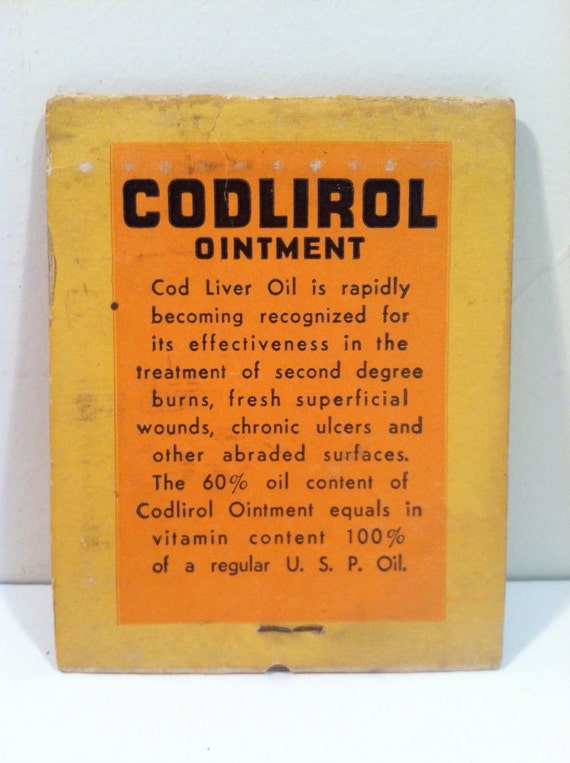 CODLIROL
OINTMENT
Cod Liver Oil is rapidly
becoming recognized for
its effectiveness in the
treatment of second degree
burns, fresh superficial
wounds, chronic ulcers and
other abraded surfaces.
The 60% oil content of
Codlirol Ointment equals in
vitamin content 100%
of a regular U. S. P. Oil.